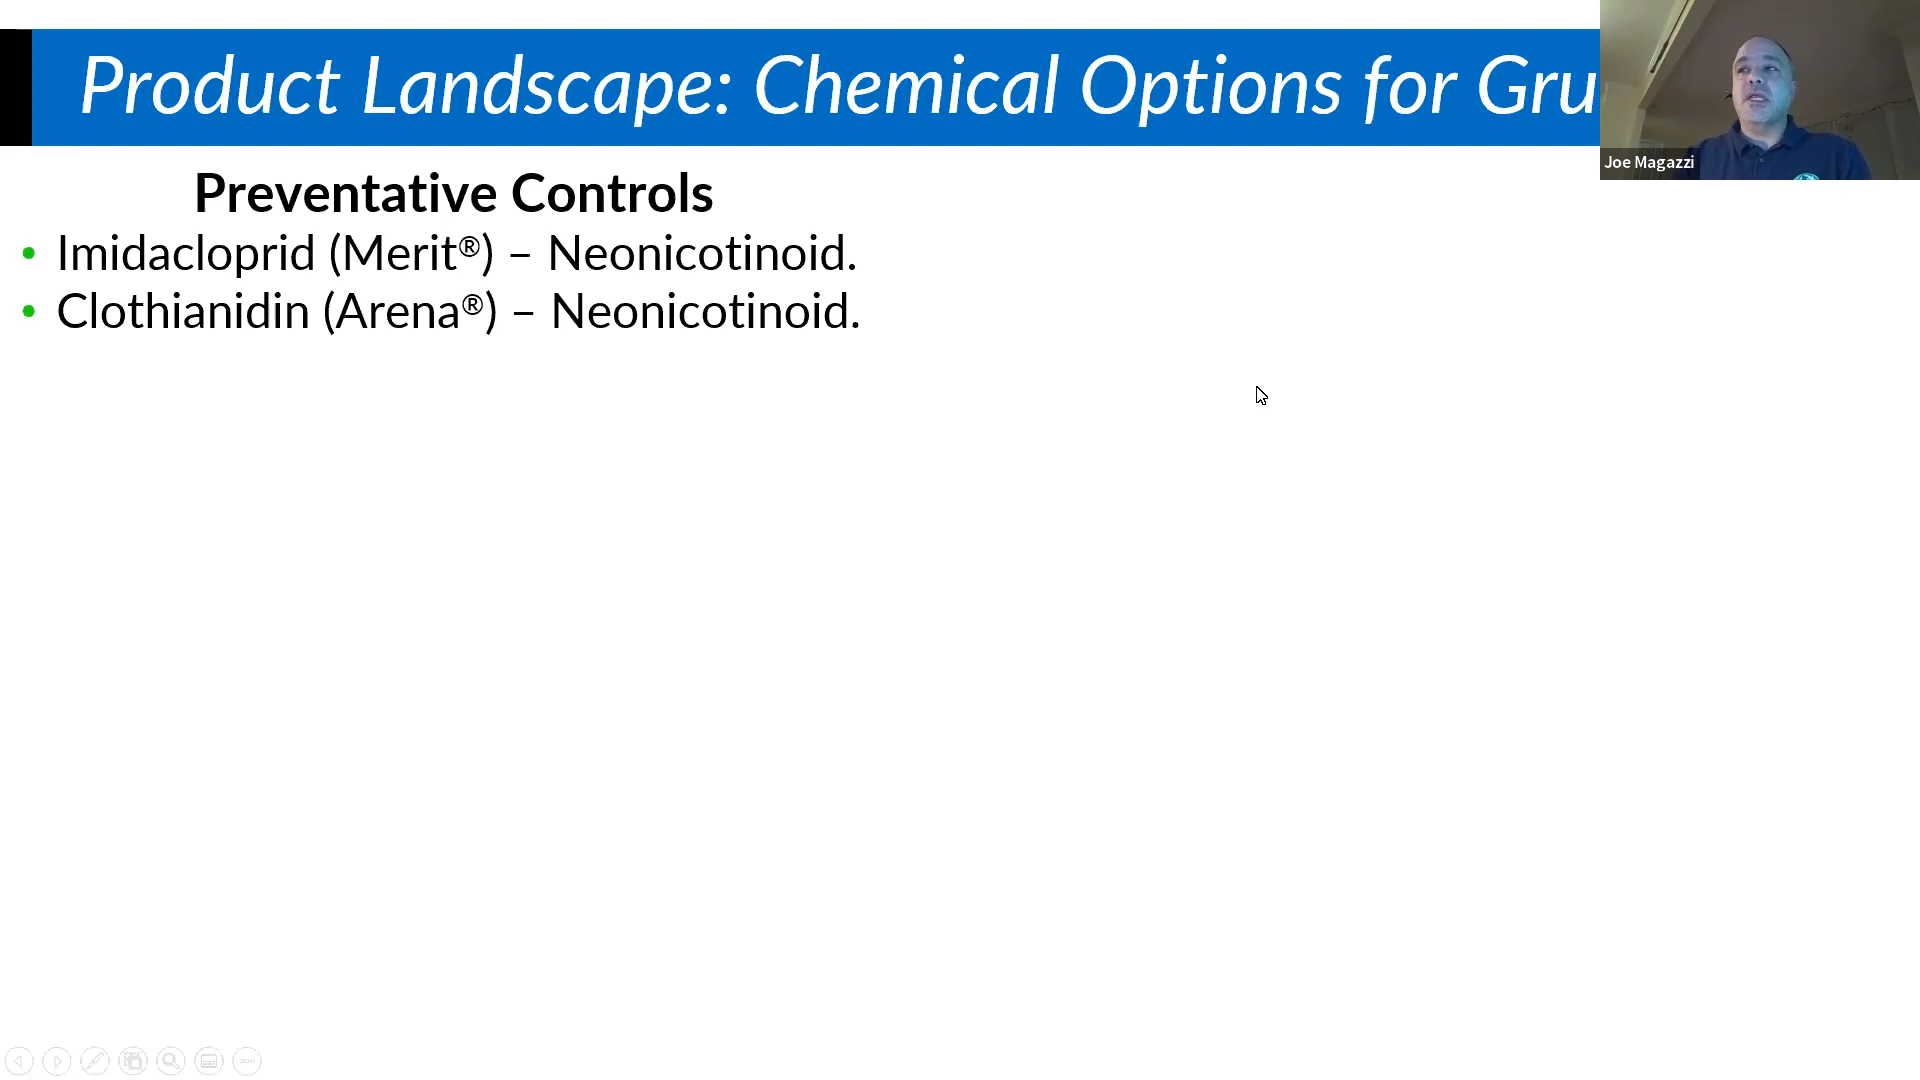 Product Landscape: Chemical Options for Gru
Joe Magazzi
Preventative Controls
• Imidacloprid (Merit®) – Neonicotinoid.
• Clothianidin (Arena®) – Neonicotinoid.